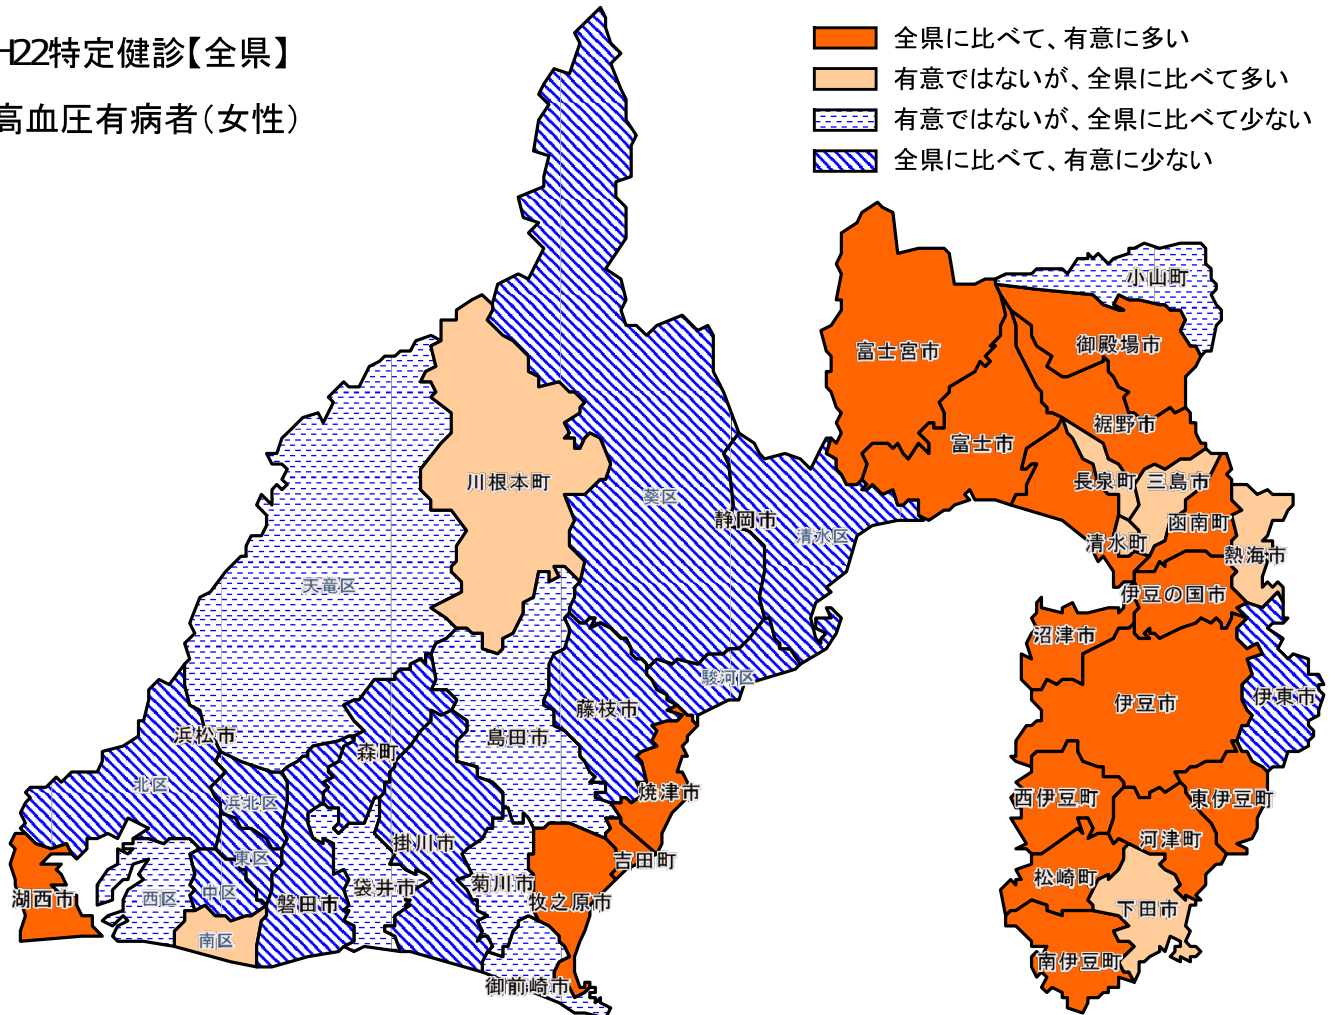 H22特定健診【全県】
高血圧有病者（女性）
全県に比べて、有意に多い
有意ではないが、全県に比べて多い
有意ではないが、全県に比べて少ない
全県に比べて、有意に少ない
小山町
御殿場市
富士宮市
裾野市
富士市
長泉町
三島市
川根本町
葵区
静岡市
函南町
清水区
清水町
熱海市
天竜区
伊豆の国市
沼津市
駿河区
伊東市
伊豆市
藤枝市
浜松市
島田市
森町
北区
焼津市
浜北区
西伊豆町
東伊豆町
河津町
掛川市
東区
吉田町
松崎町
菊川市
袋井市
中区
西区
湖西市
磐田市
牧之原市
下田市
南区
南伊豆町
御前崎市